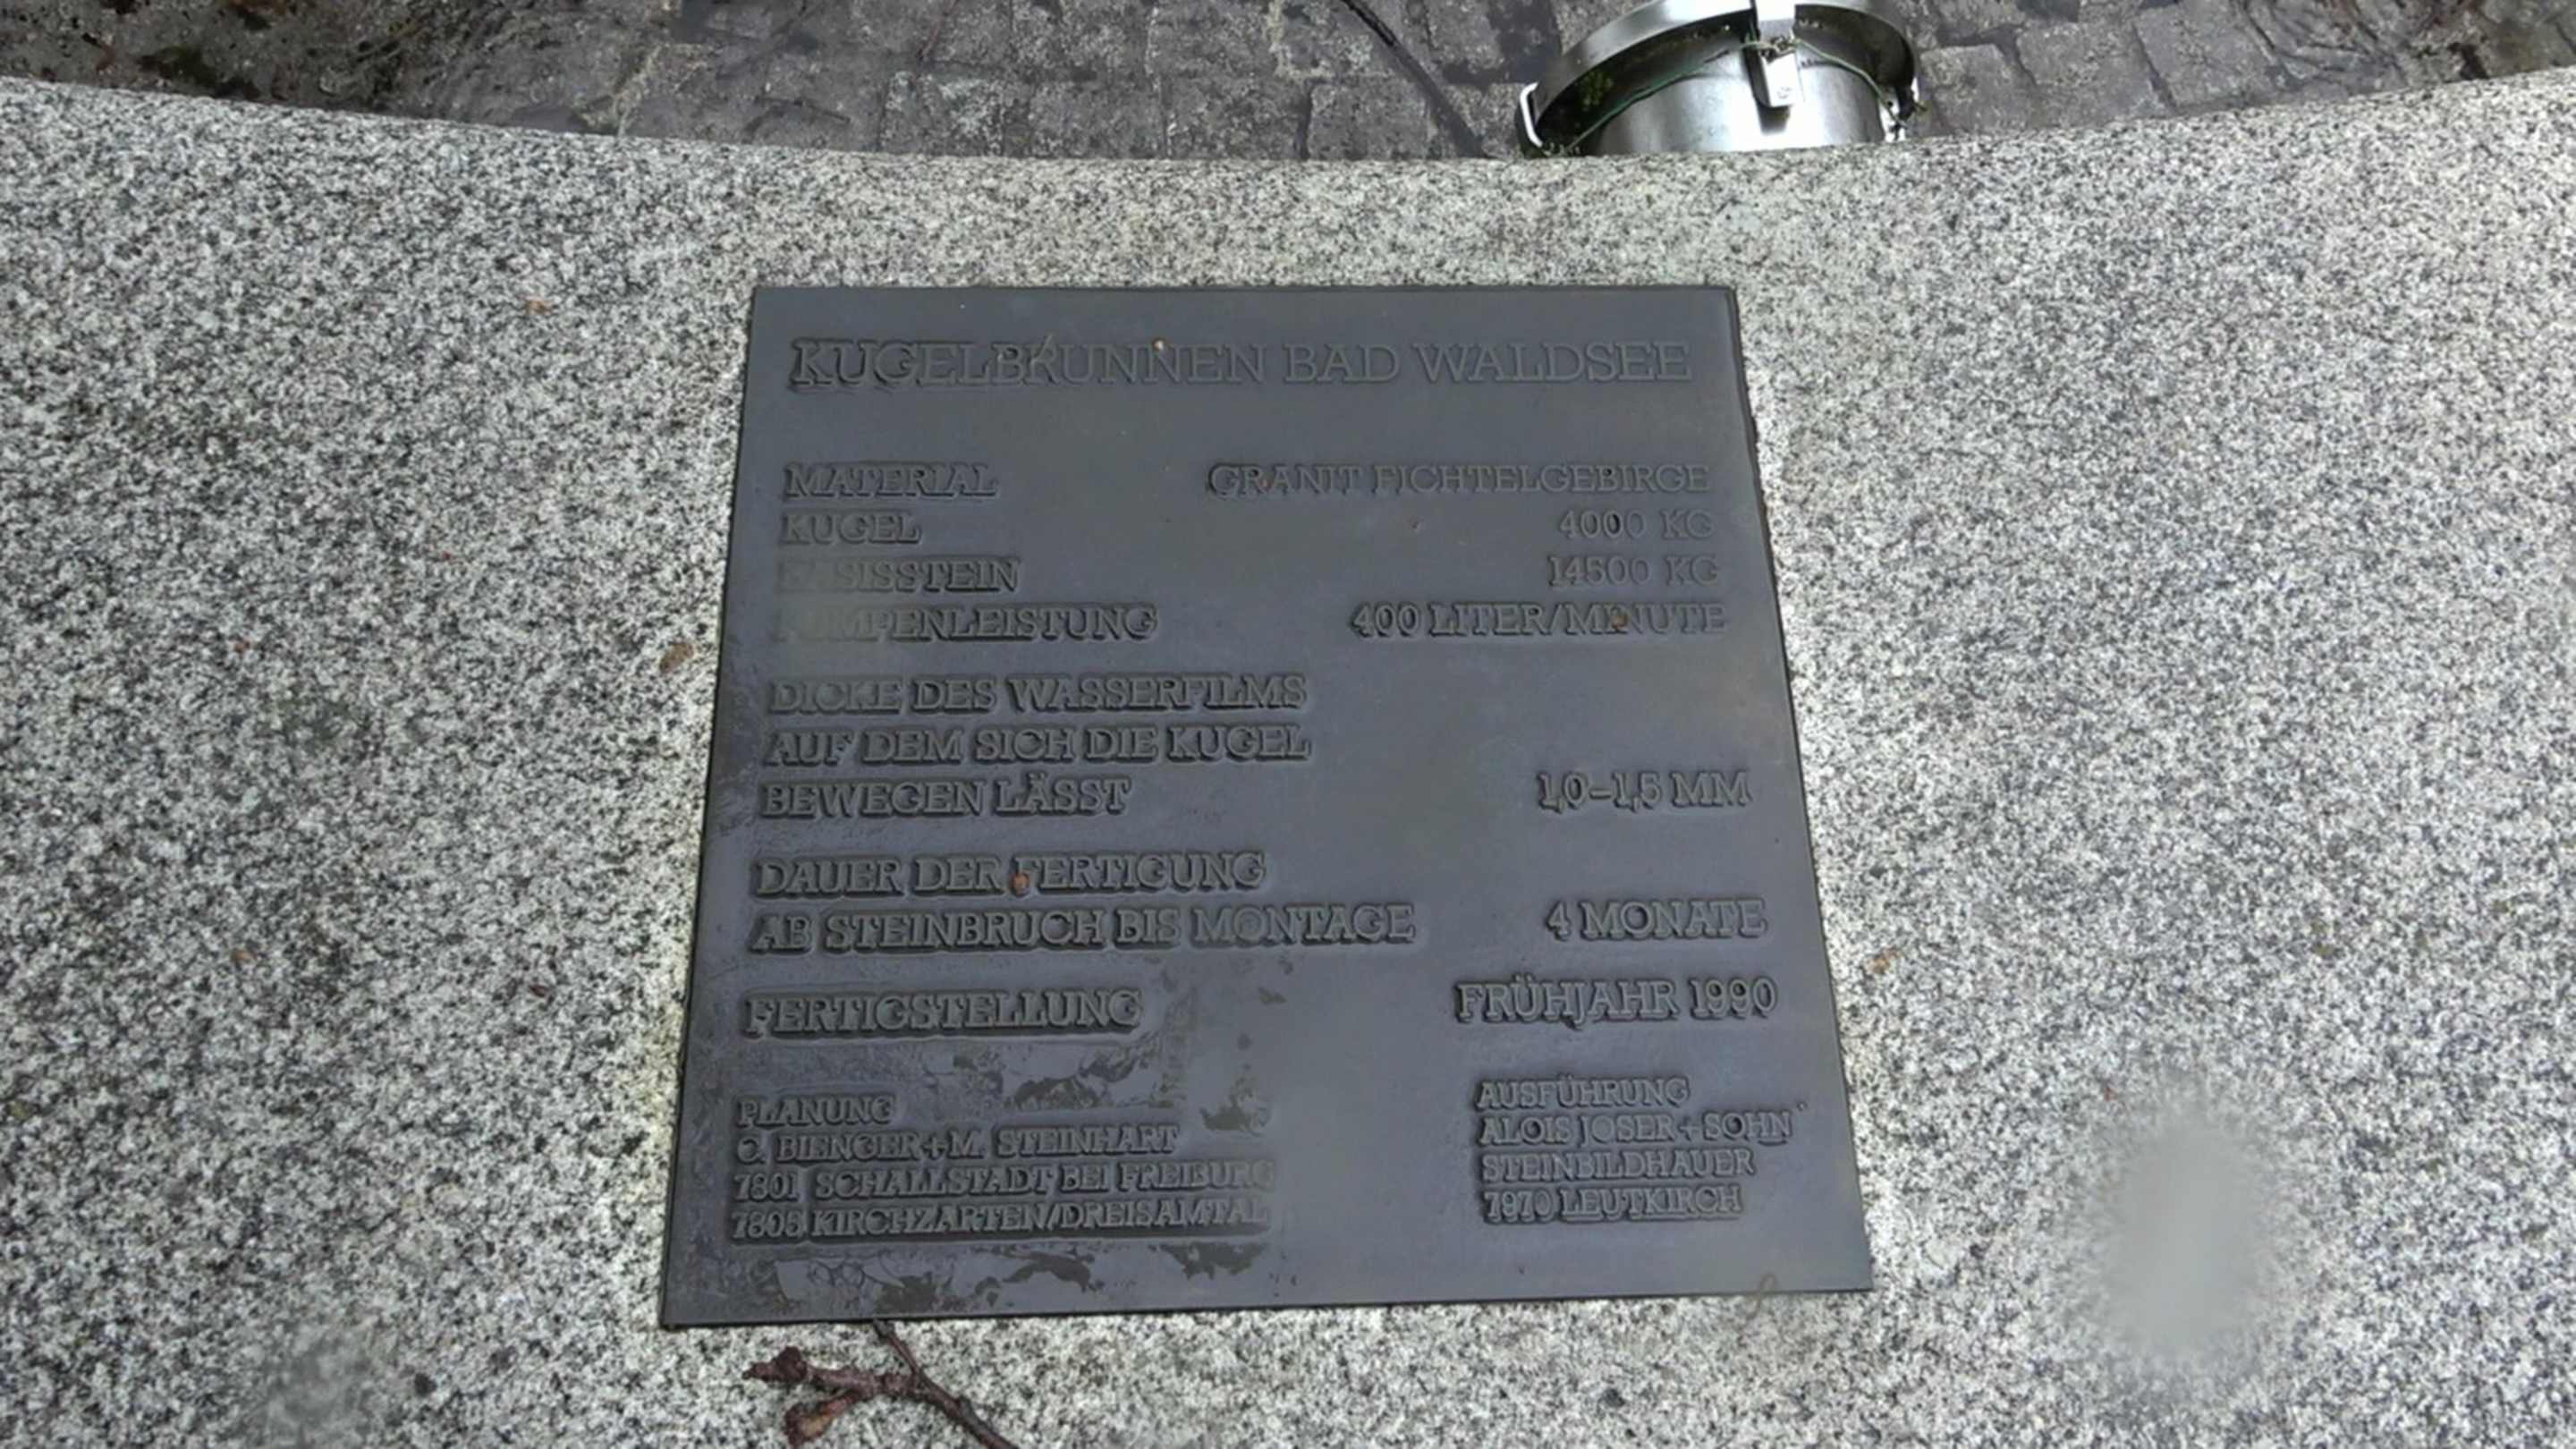 KUGELBRUNNEN BAD WALDSEE
MATERIAL GRANIT FICHTELGEBIRGE
KUGEL 4000 KG
BASISSTEIN 14500 KG
PUMPENLEISTUNG 400 LITER/MINUTE
DICKE DES WASSERFILMS
AUF DEM SICH DIE KUGEL
BEWEGEN LÄSST 1,0-1,5 MM
DAUER DER FERTIGUNG
AB STEINBRUCH BIS MONTAGE 4 MONATE
FERTIGSTELLUNG FRÜHJAHR 1990
PLANUNG
C. BIENGER+M. STEINHART
7801 SCHALLSTADT BEI FREIBURG
7805 KIRCHZARTEN/DREISAMTAL
AUSFÜHRUNG
ALOIS JOSER+SOHN
STEINBILDHAUER
7970 LEUTKIRCH